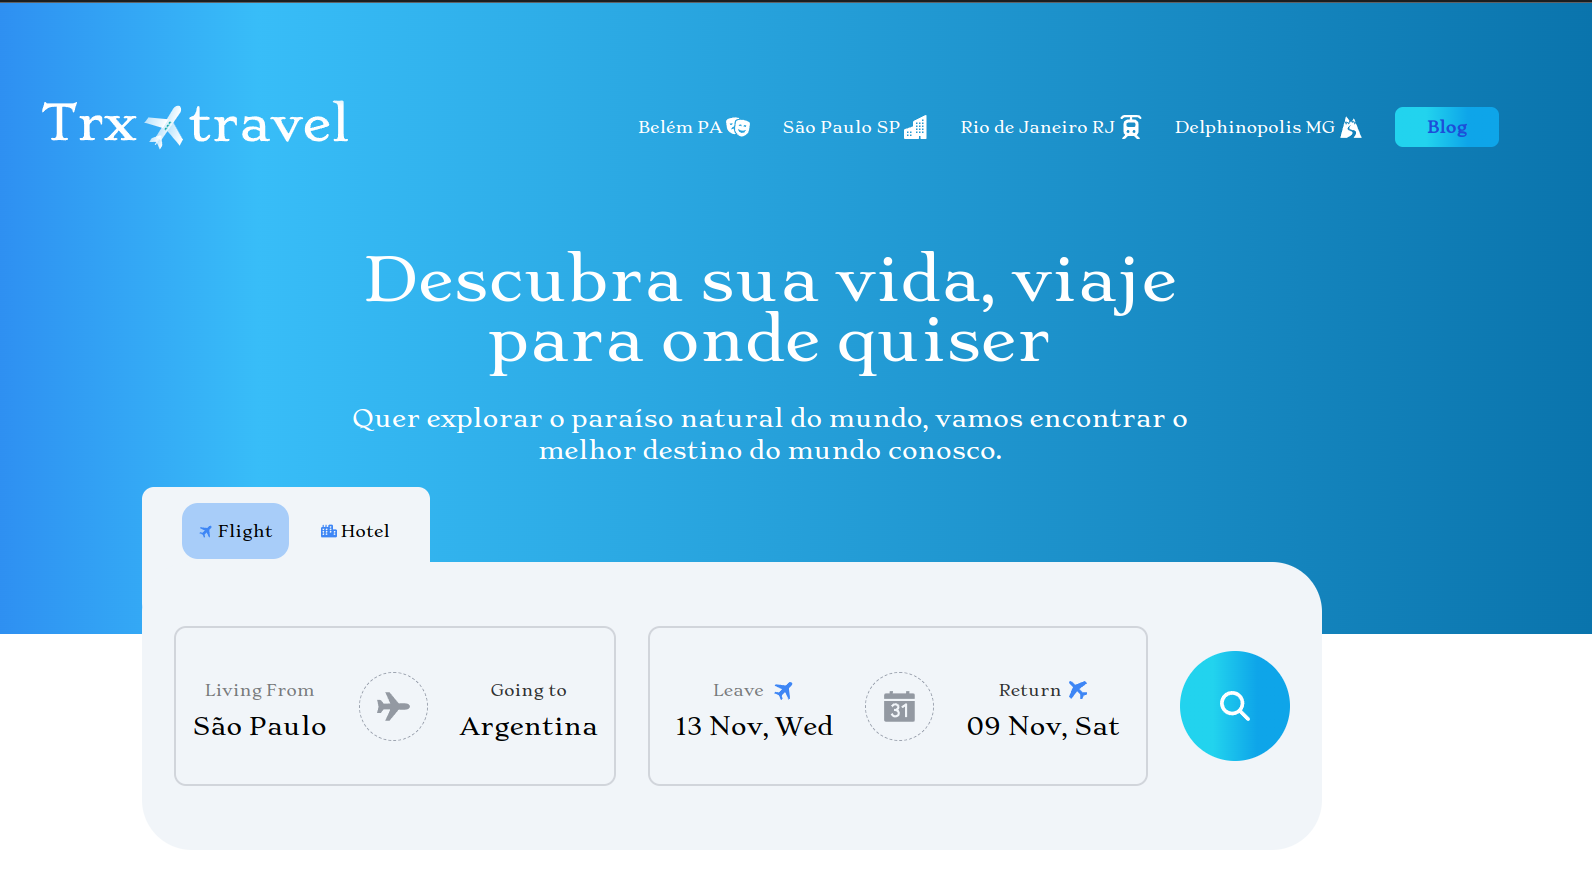 Trx travel
Belém PA São Paulo SP Rio de Janeiro RJ Delphinopolis MG Blog
Descubra sua vida, viaje
para onde quiser
Quer explorar o paraíso natural do mundo, vamos encontrar o
melhor destino do mundo conosco.
Flight Hotel
Living From Going to Leave Return
São Paulo Argentina 13 Nov, Wed 31 09 Nov, Sat